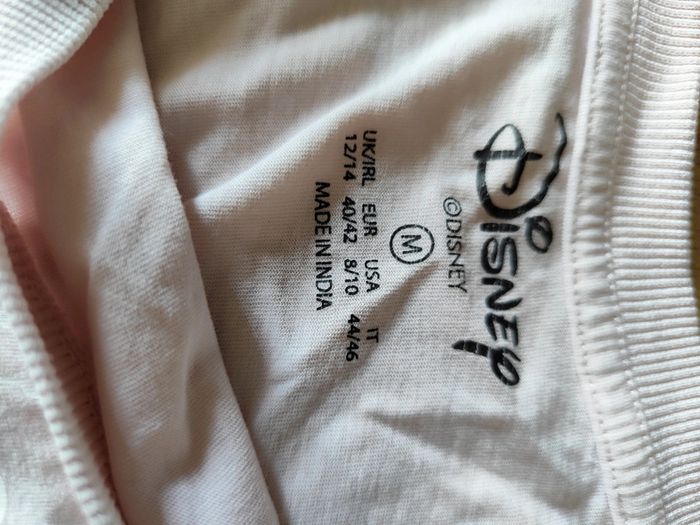 Disney
©DISNEY
M
UK/IRL EUR USA IT
12/14 40/42 8/10 44/46
MADE IN INDIA